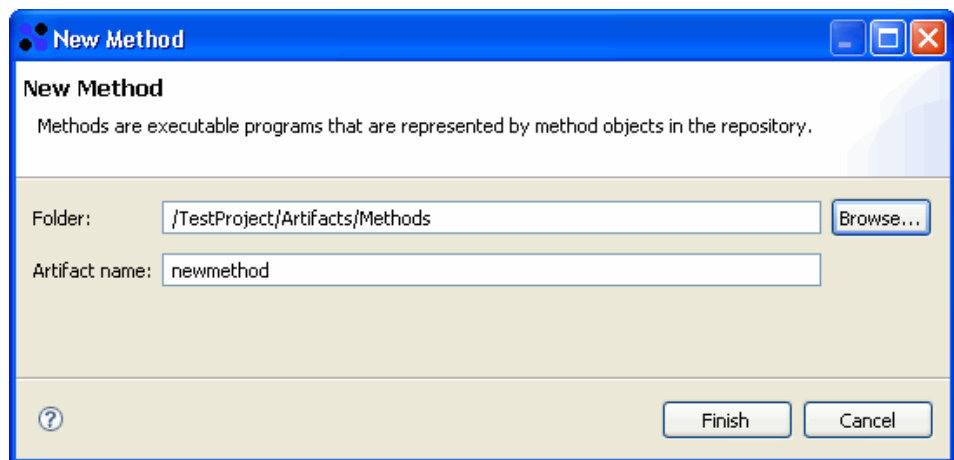 New Method
New Method
Methods are executable programs that are represented by method objects in the repository.
Folder: /TestProject/Artifacts/Methods Browse...
Artifact name: newmethod
? Finish Cancel